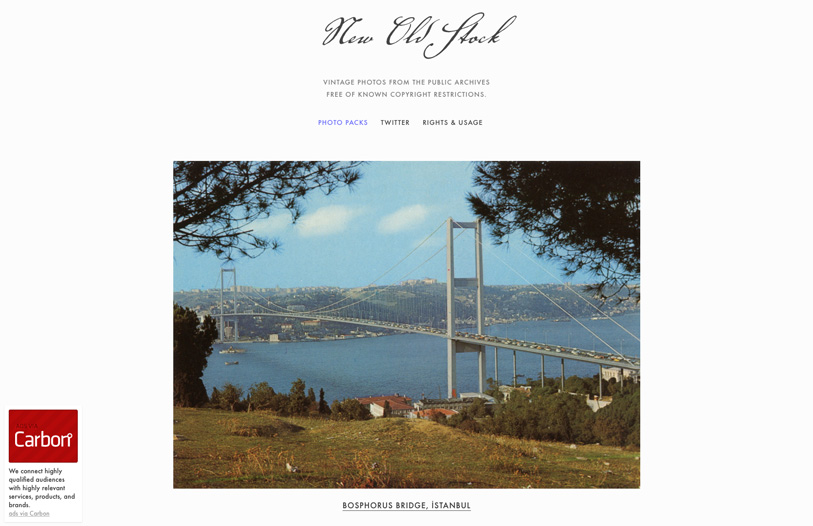 New Old Stock
VINTAGE PHOTOS FROM THE PUBLIC ARCHIVES
FREE OF KNOWN COPYRIGHT RESTRICTIONS.
PHOTO PACKS TWITTER RIGHTS & USAGE
Carbon
We connect highly
qualified audiences
with highly relevant
services, products, and
brands.
ads via Carbon
BOSPHORUS BRIDGE, İSTANBUL